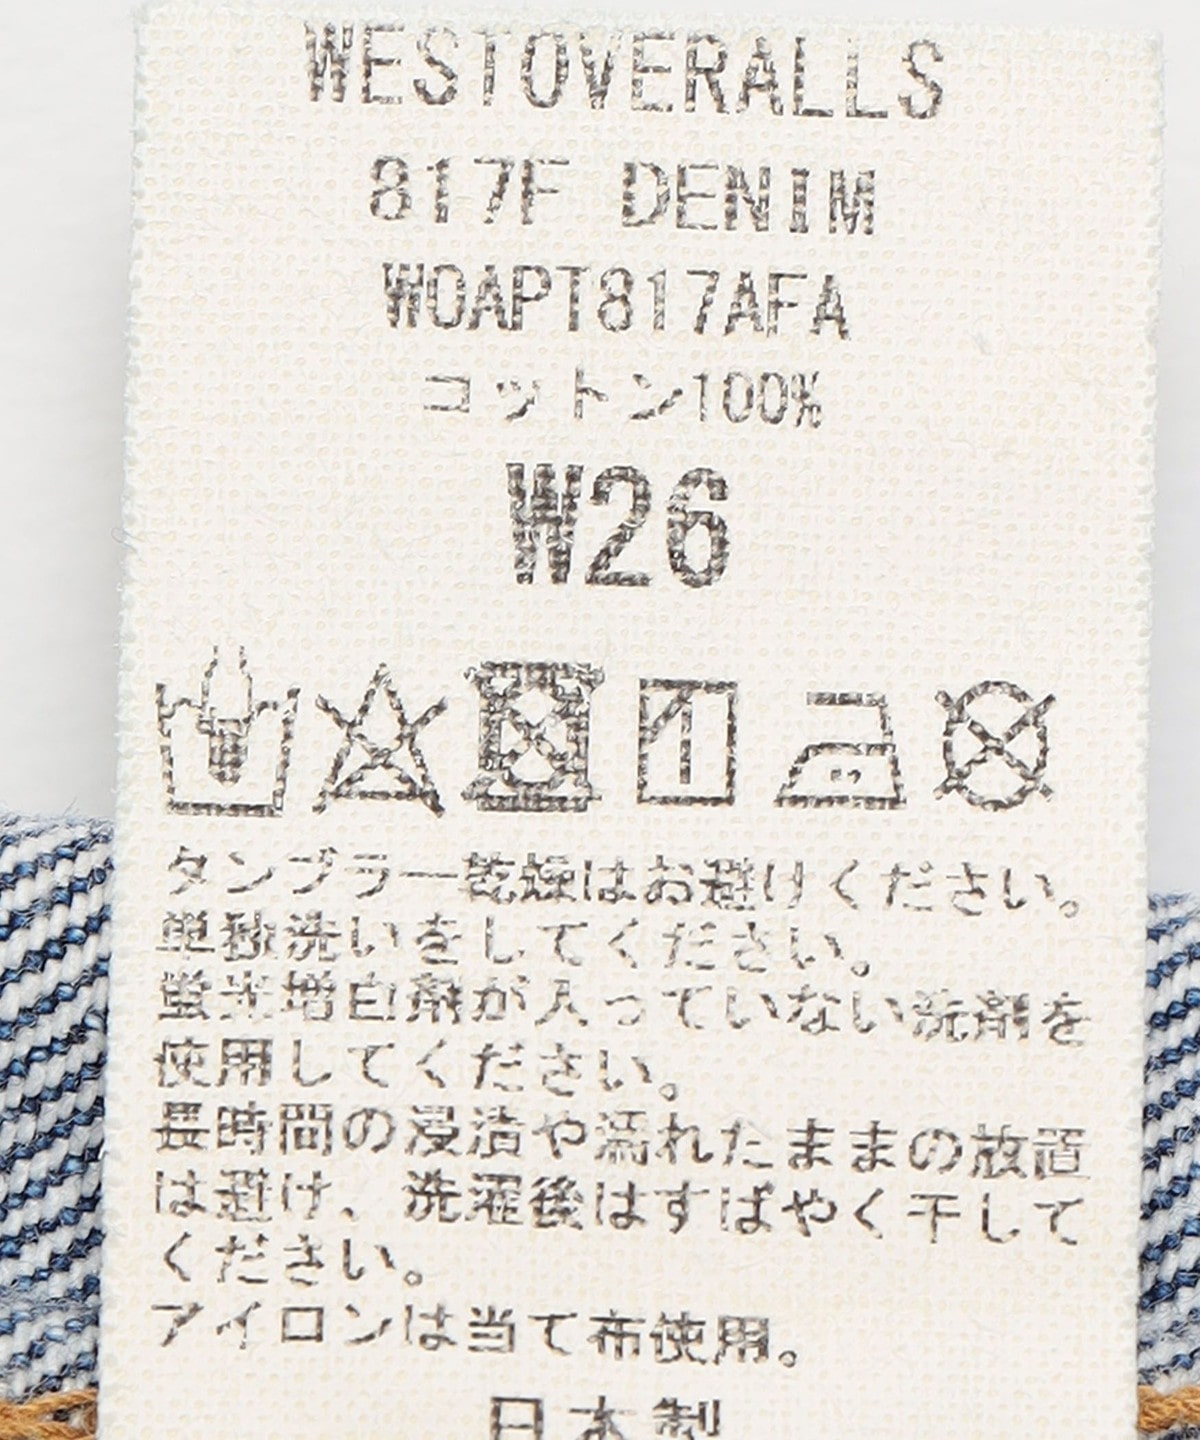 WESTOVERALLS
817F DENIM
WOAPT817AFA
コットン100%
W26
タンブラー乾燥はお避けください。
単独洗いをしてください。
蛍光増白剤が入っていない洗剤を
使用してください。
長時間の浸漬や濡れたままの放置
は避け、洗濯後はすばやく干して
ください。
アイロンは当て布使用。
日本製